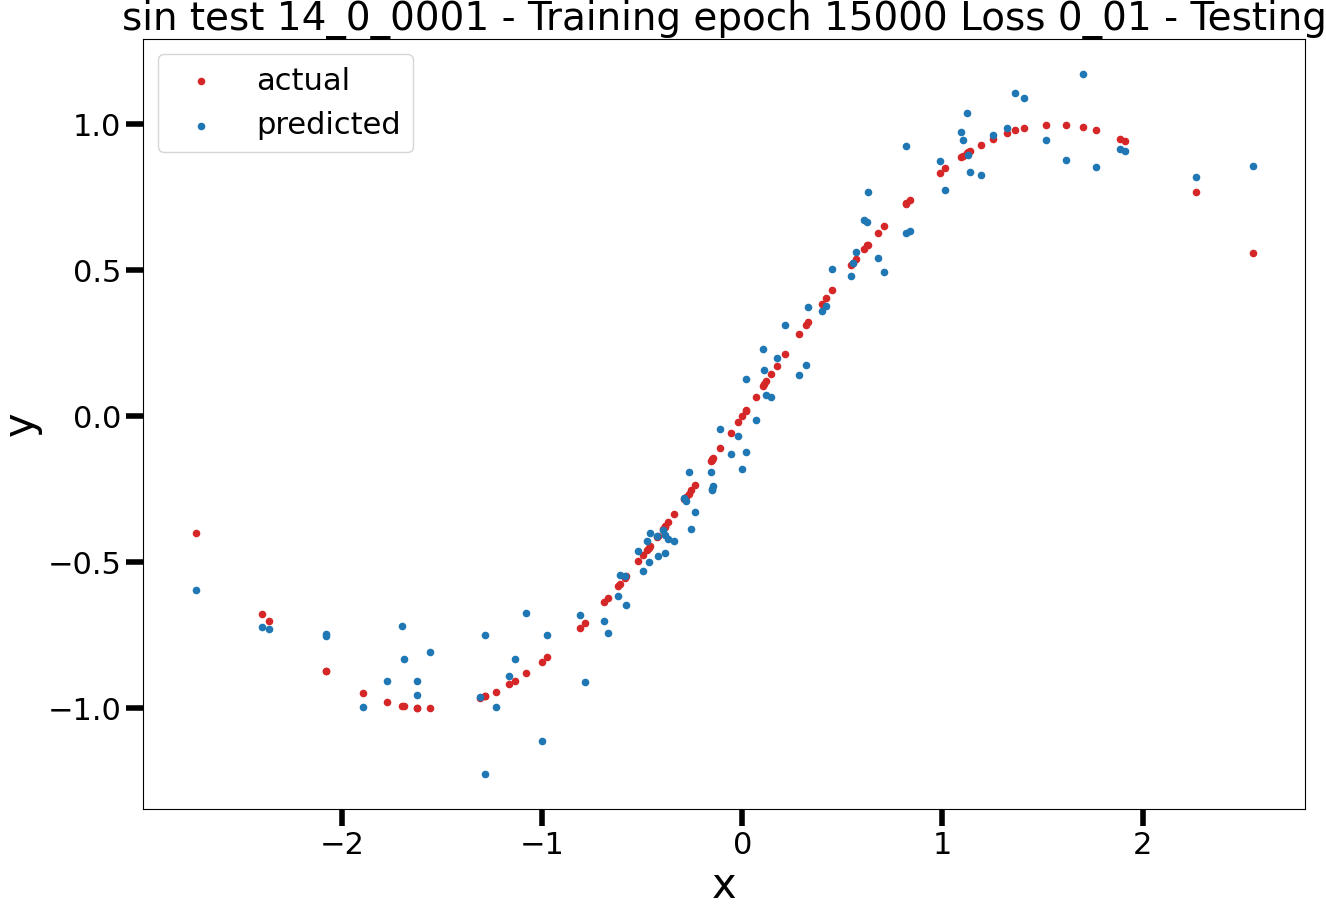 sin test 14_0_0001 - Training epoch 15000 Loss 0_01 - Testing
actual
predicted
1.0
0.5
0.0
−0.5
−1.0
y
−2
−1
0
1
2
x